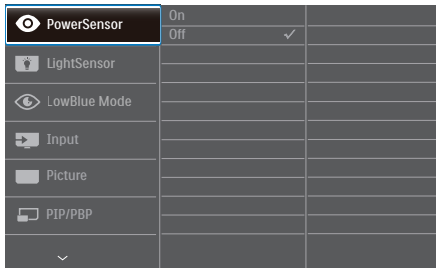 PowerSensor
On
Off
LightSensor
LowBlue Mode
Input
Picture
PIP/PBP